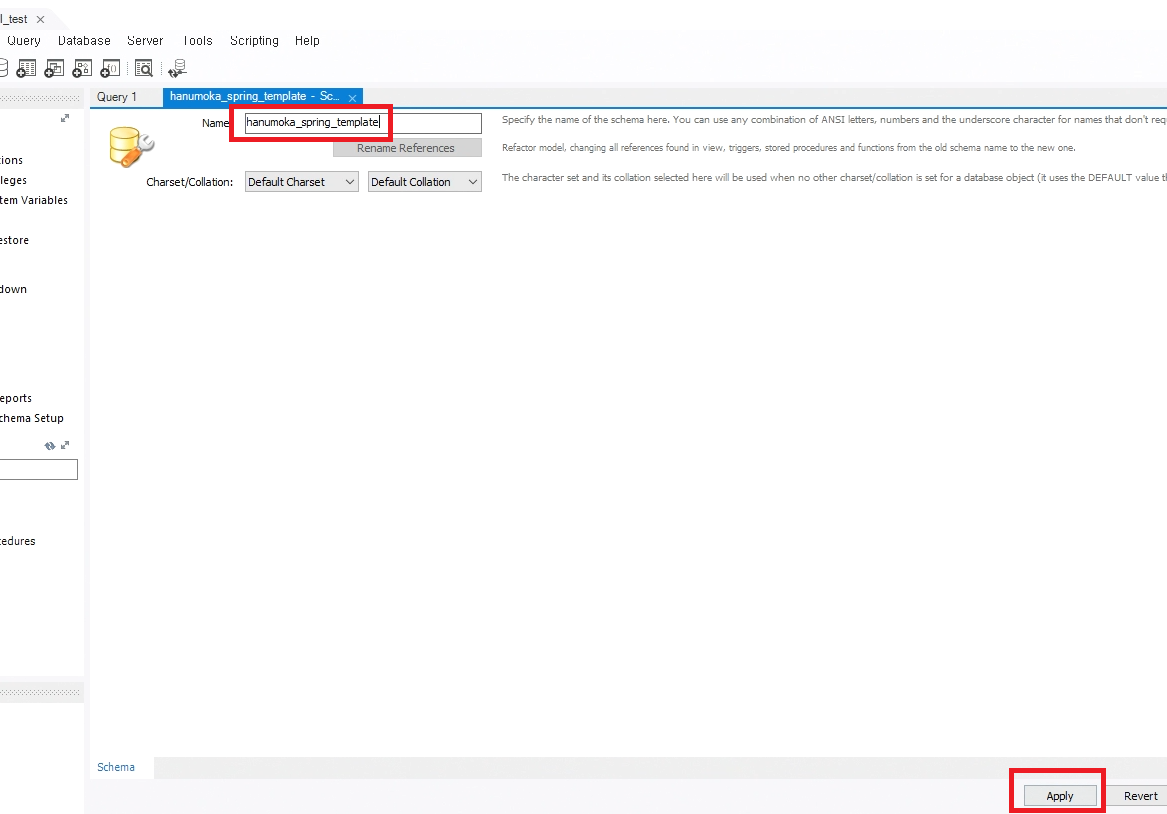 l_test
Query Database Server Tools Scripting Help
Query 1 hanumoka_spring_template - Sc...
Name hanumoka_spring_template Specify the name of the schema here. You can use any combination of ANSI letters, numbers and the underscore character for names that don't requ
Rename References Refactor model, changing all references found in view, triggers, stored procedures and functions from the old schema name to the new one.
Charset/Collation: Default Charset Default Collation The character set and its collation selected here will be used when no other charset/collation is set for a database object (it uses the DEFAULT value th
ions
leges
tem Variables
estore
down
eports
chema Setup
edures
Schema
Apply Revert